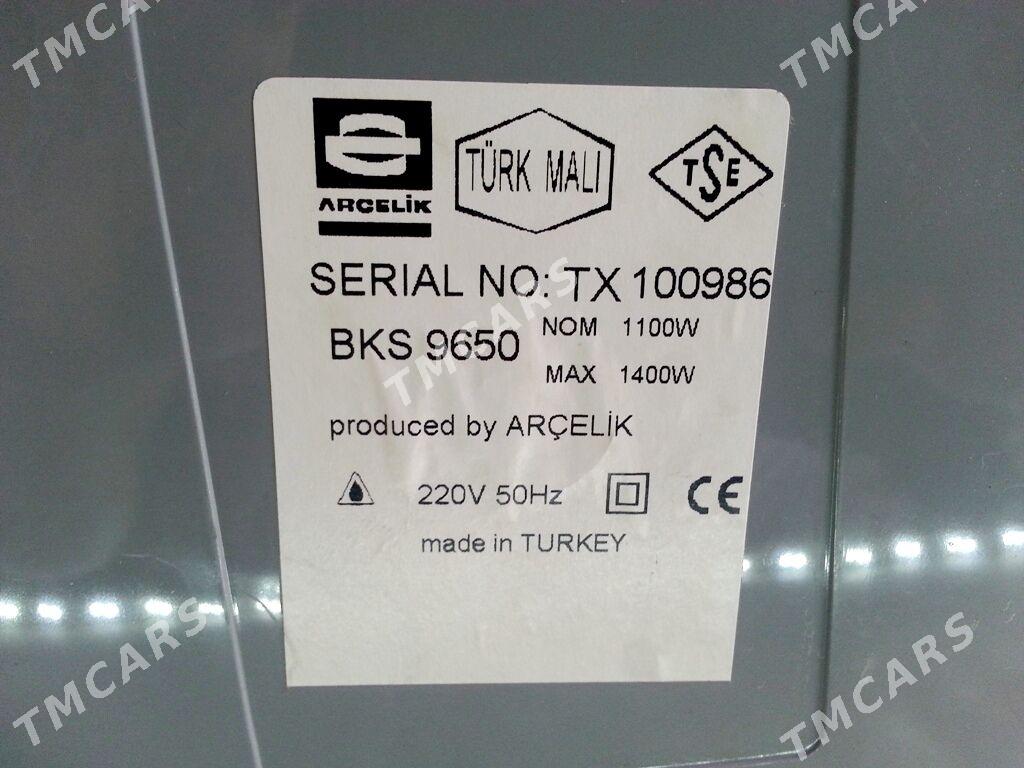 TMCARS
TMCARS
ARÇELİK
TÜRK MALI
TSE
SERIAL NO: TX 100986
BKS 9650
NOM 1100W
MAX 1400W
TMCARS
produced by ARÇELİK
220V 50Hz
CE
made in TURKEY
TMCARS
TMCARS